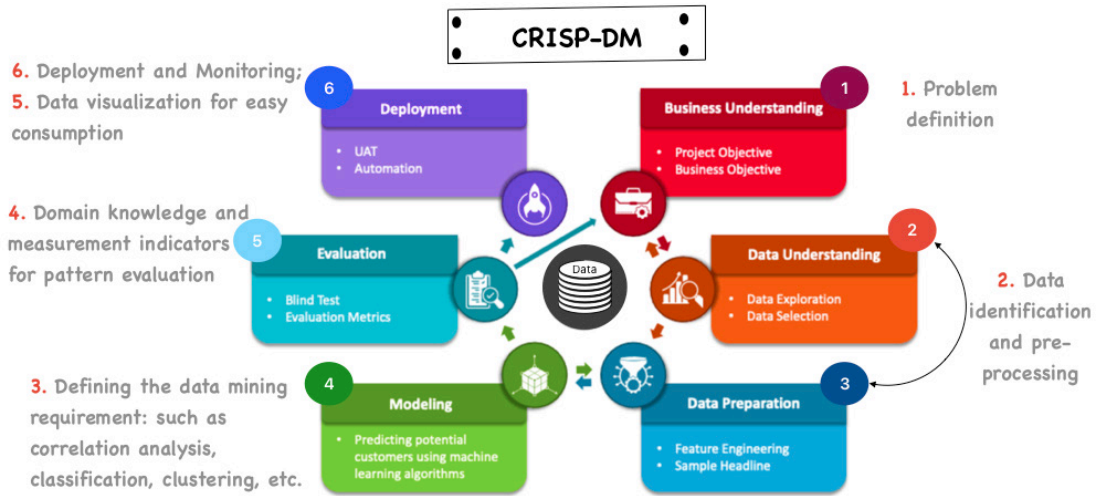 CRISP-DM
6. Deployment and Monitoring;
5. Data visualization for easy
consumption
6
Deployment
• UAT
• Automation
1
Business Understanding
• Project Objective
• Business Objective
1. Problem
definition
4. Domain knowledge and
measurement indicators
for pattern evaluation
5
Evaluation
• Blind Test
• Evaluation Metrics
Data
2
Data Understanding
• Data Exploration
• Data Selection
2. Data
identification
and pre-
processing
3. Defining the data mining
requirement: such as
correlation analysis,
classification, clustering, etc.
4
Modeling
• Predicting potential
customers using machine
learning algorithms
3
Data Preparation
• Feature Engineering
• Sample Headline